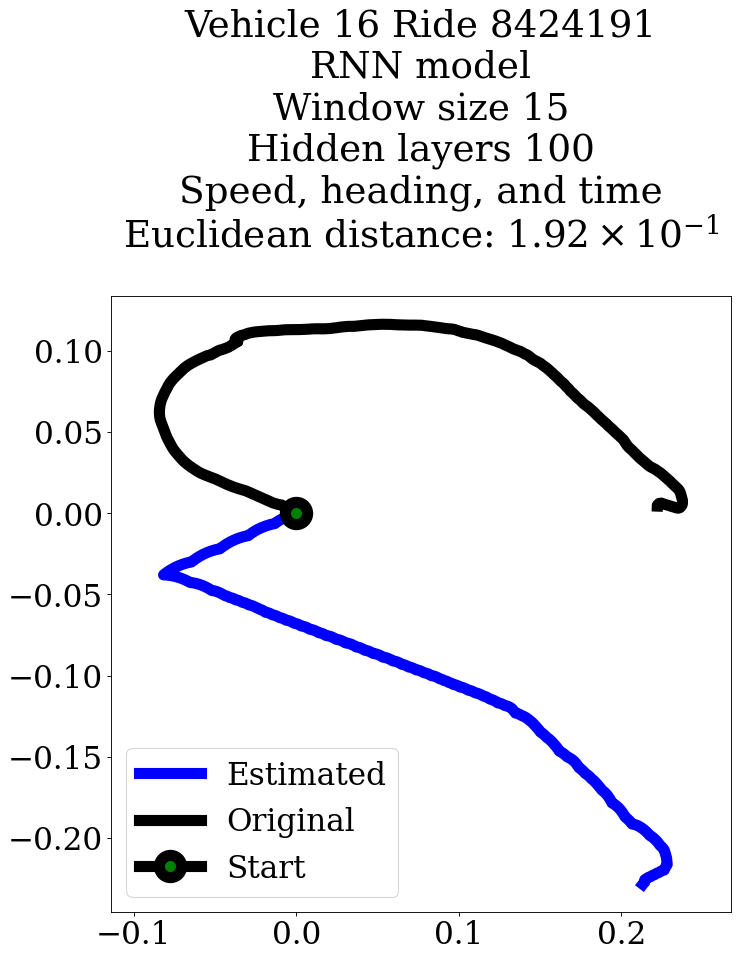 Vehicle 16 Ride 8424191
RNN model
Window size 15
Hidden layers 100
Speed, heading, and time
Euclidean distance: 1.92 × 10⁻¹
0.10
0.05
0.00
−0.05
−0.10
−0.15
−0.20
Estimated
Original
Start
−0.1 0.0 0.1 0.2